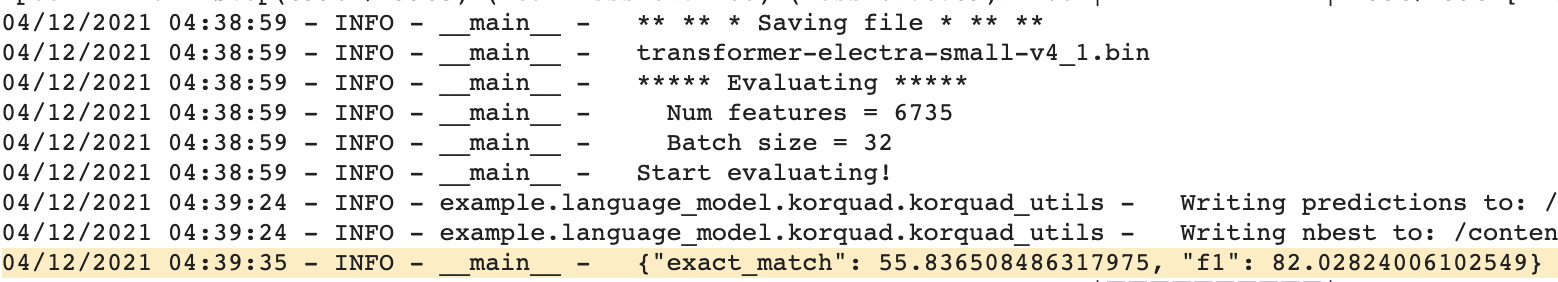 04/12/2021 04:38:59 - INFO - __main__ -   ** ** * Saving file * ** **
04/12/2021 04:38:59 - INFO - __main__ -   transformer-electra-small-v4_1.bin
04/12/2021 04:38:59 - INFO - __main__ -   ***** Evaluating *****
04/12/2021 04:38:59 - INFO - __main__ -     Num features = 6735
04/12/2021 04:38:59 - INFO - __main__ -     Batch size = 32
04/12/2021 04:38:59 - INFO - __main__ -   Start evaluating!
04/12/2021 04:39:24 - INFO - example.language_model.korquad.korquad_utils -   Writing predictions to: /
04/12/2021 04:39:24 - INFO - example.language_model.korquad.korquad_utils -   Writing nbest to: /conten
04/12/2021 04:39:35 - INFO - __main__ -   {"exact_match": 55.836508486317975, "f1": 82.02824006102549}